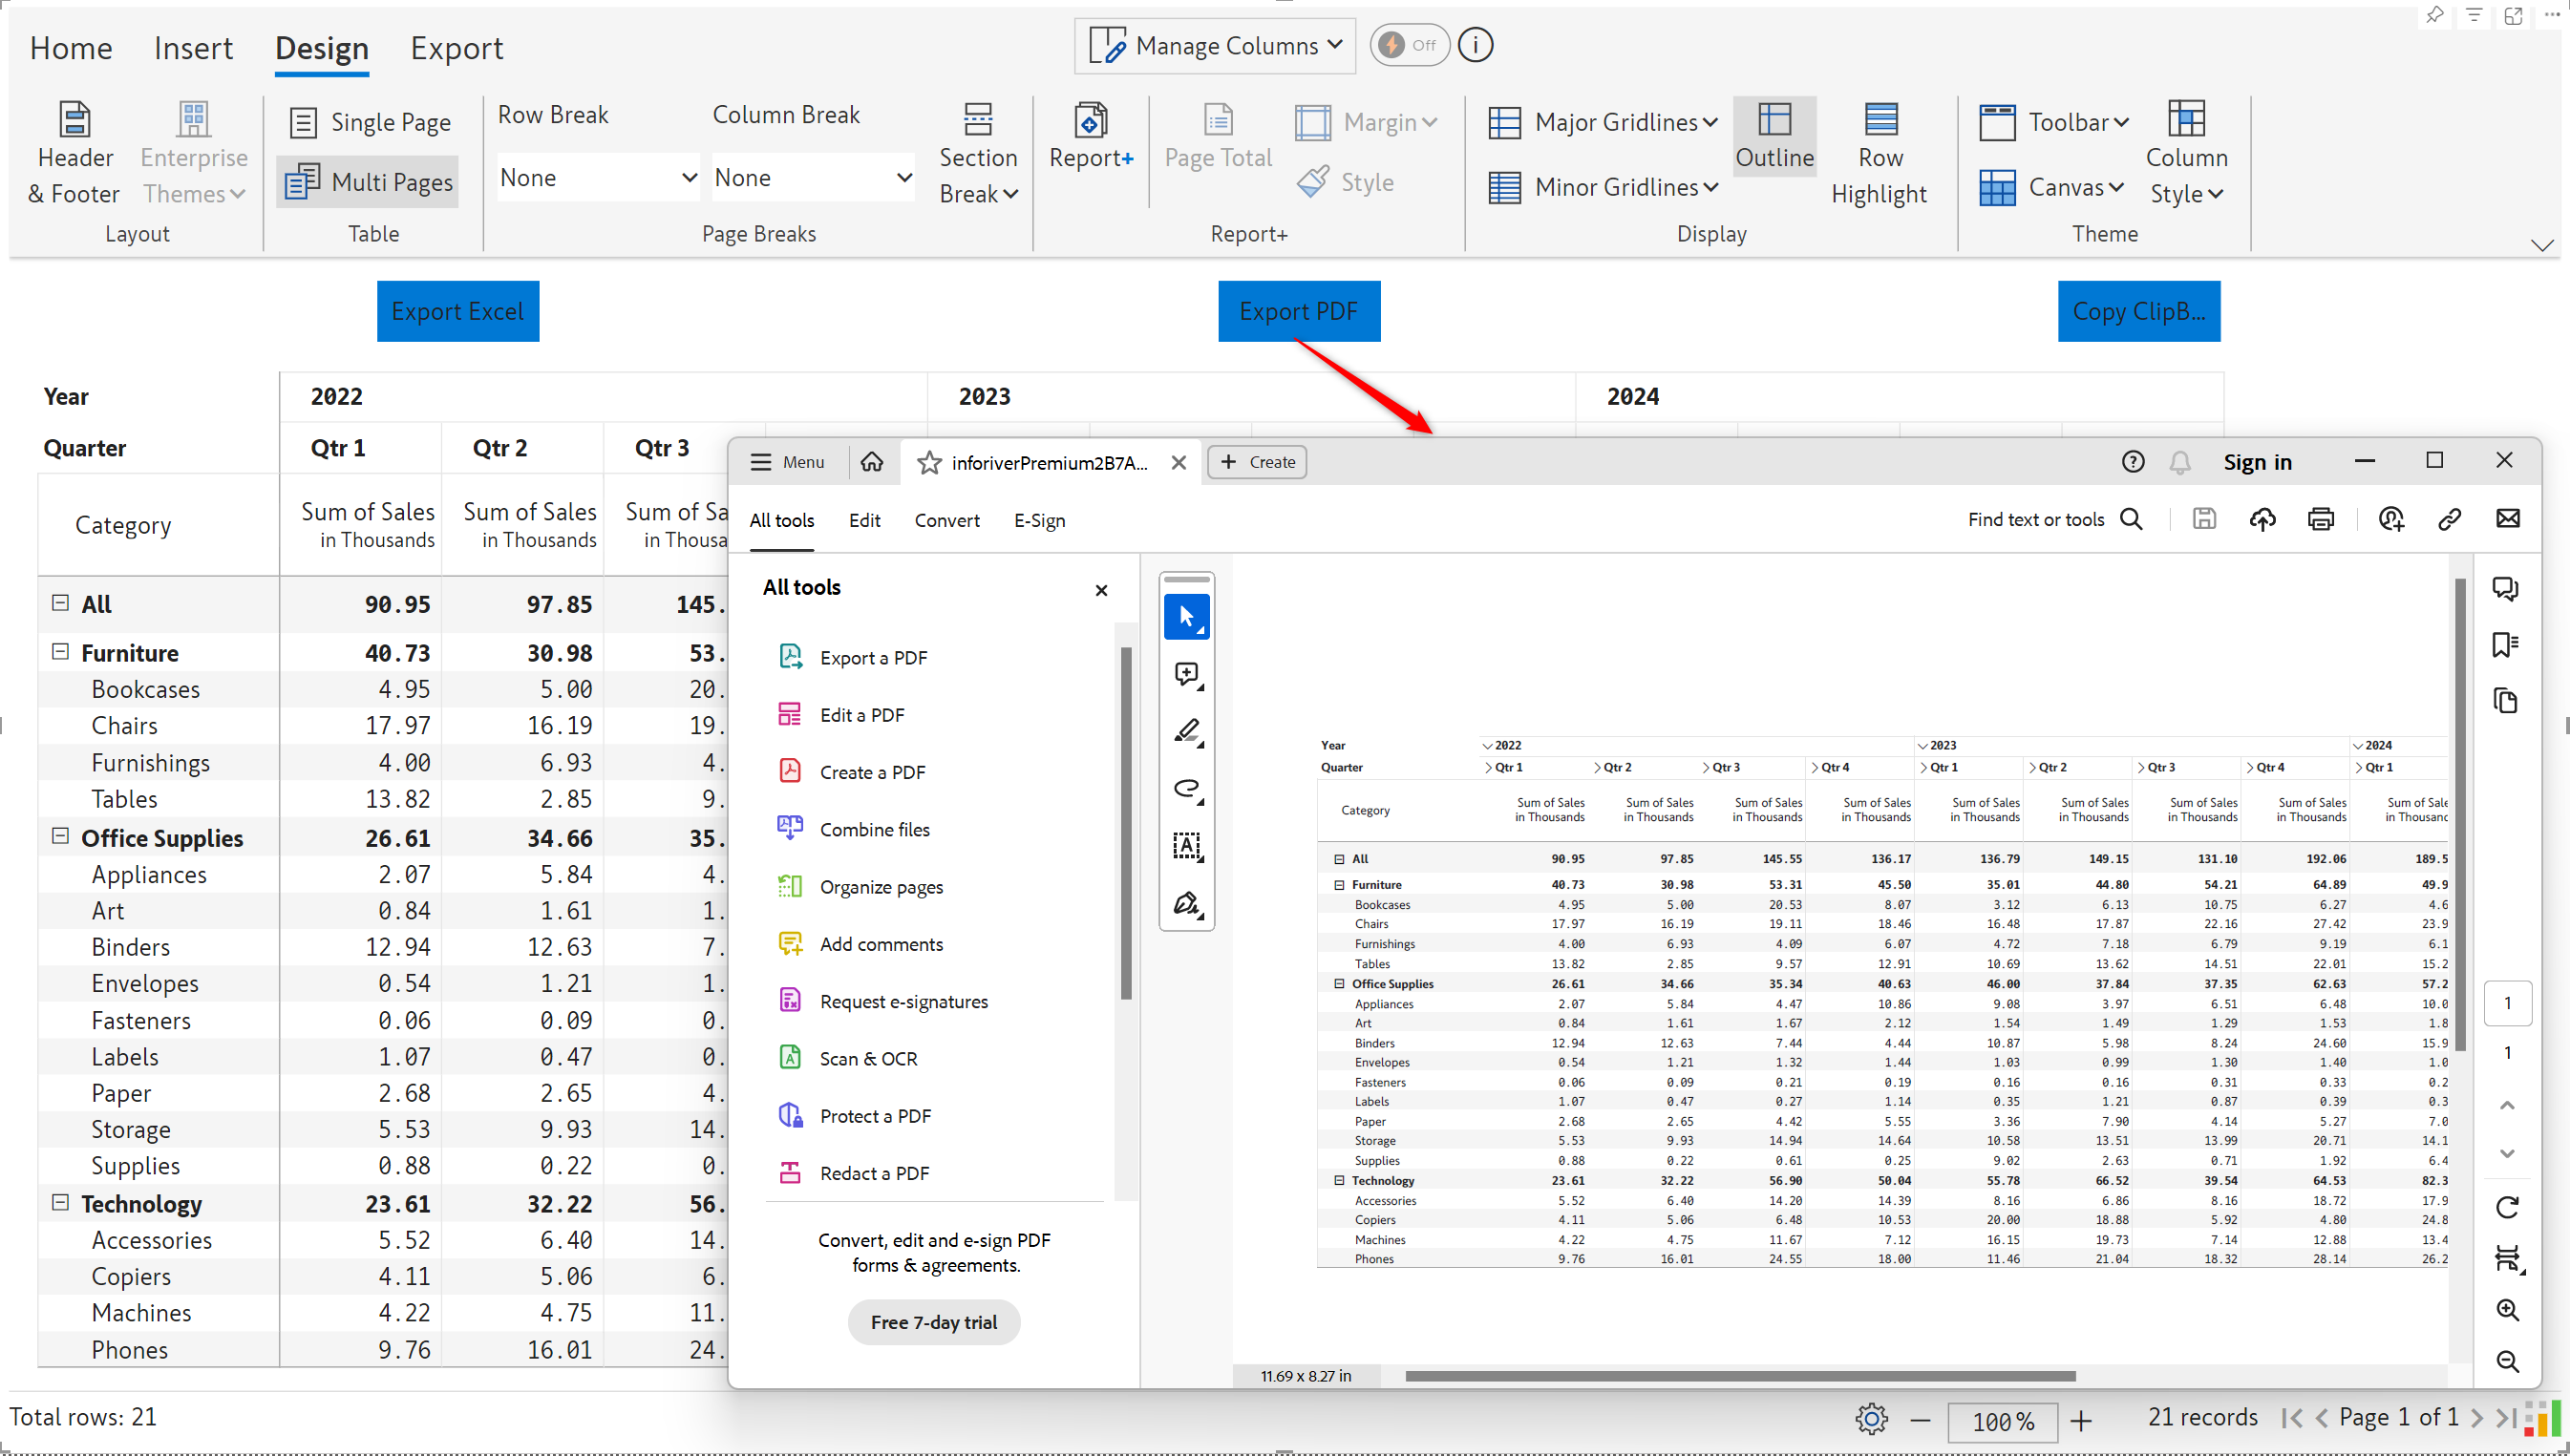 Home Insert Design Export
Manage Columns Off
Header & Footer
Enterprise Themes
Layout
Single Page
Multi Pages
Table
Row Break Column Break
None None
Section Break
Page Breaks
Report+
Page Total
Margin
Style
Report+
Major Gridlines
Minor Gridlines
Outline
Row Highlight
Display
Toolbar
Canvas
Column Style
Theme
Export Excel Export PDF Copy ClipB...
Year 2022 2023 2024
Quarter Qtr 1 Qtr 2 Qtr 3
Category Sum of Sales in Thousands Sum of Sales in Thousands Sum of Sa in Thousa
All 90.95 97.85 145.
Furniture 40.73 30.98 53.
Bookcases 4.95 5.00 20.
Chairs 17.97 16.19 19.
Furnishings 4.00 6.93 4.
Tables 13.82 2.85 9.
Office Supplies 26.61 34.66 35.
Appliances 2.07 5.84 4.
Art 0.84 1.61 1.
Binders 12.94 12.63 7.
Envelopes 0.54 1.21 1.
Fasteners 0.06 0.09 0.
Labels 1.07 0.47 0.
Paper 2.68 2.65 4.
Storage 5.53 9.93 14.
Supplies 0.88 0.22 0.
Technology 23.61 32.22 56.
Accessories 5.52 6.40 14.
Copiers 4.11 5.06 6.
Machines 4.22 4.75 11.
Phones 9.76 16.01 24.
Menu inforiverPremium2B7A... + Create Sign in
All tools Edit Convert E-Sign Find text or tools
All tools
Export a PDF
Edit a PDF
Create a PDF
Combine files
Organize pages
Add comments
Request e-signatures
Scan & OCR
Protect a PDF
Redact a PDF
Convert, edit and e-sign PDF
forms & agreements.
Free 7-day trial
Year 2022 2023 2024
Quarter Qtr 1 Qtr 2 Qtr 3 Qtr 4 Qtr 1 Qtr 2 Qtr 3 Qtr 4 Qtr 1
Sum of Sales Sum of Sales Sum of Sales Sum of Sales Sum of Sales Sum of Sales Sum of Sales Sum of Sales Sum of Sale
Category in Thousands in Thousands in Thousands in Thousands in Thousands in Thousands in Thousands in Thousands in Thousand
All 90.95 97.85 145.55 136.17 136.79 149.15 131.10 192.06 189.5
Furniture 40.73 30.98 53.31 45.50 35.01 44.80 54.21 64.89 49.9
Bookcases 4.95 5.00 20.53 8.07 3.12 6.13 10.75 6.27 4.6
Chairs 17.97 16.19 19.11 18.46 16.48 17.87 22.16 27.42 23.9
Furnishings 4.00 6.93 4.09 6.07 4.72 7.18 6.79 9.19 6.1
Tables 13.82 2.85 9.57 12.91 10.69 13.62 14.51 22.01 15.2
Office Supplies 26.61 34.66 35.34 40.63 46.00 37.84 37.35 62.63 57.2
Appliances 2.07 5.84 4.47 10.86 9.08 3.97 6.51 6.48 10.0
Art 0.84 1.61 1.67 2.12 1.54 1.49 1.29 1.53 1.8
Binders 12.94 12.63 7.44 4.44 10.87 5.98 8.24 24.60 15.9
Envelopes 0.54 1.21 1.32 1.44 1.03 0.99 1.30 1.40 1.0
Fasteners 0.06 0.09 0.21 0.19 0.16 0.16 0.31 0.33 0.2
Labels 1.07 0.47 0.27 1.14 0.35 1.21 0.87 0.39 0.3
Paper 2.68 2.65 4.42 5.55 3.36 7.90 4.14 5.27 7.0
Storage 5.53 9.93 14.94 14.64 10.58 13.51 13.99 20.71 14.1
Supplies 0.88 0.22 0.61 0.25 9.02 2.63 0.71 1.92 6.4
Technology 23.61 32.22 56.90 50.04 55.78 66.52 39.54 64.53 82.3
Accessories 5.52 6.40 14.20 14.39 8.16 6.86 8.16 18.72 17.9
Copiers 4.11 5.06 6.48 10.53 20.00 18.88 5.92 4.80 24.8
Machines 4.22 4.75 11.67 7.12 16.15 19.73 7.14 12.88 13.4
Phones 9.76 16.01 24.55 18.00 11.46 21.04 18.32 28.14 26.2
1
1
11.69 x 8.27 in
Total rows: 21 100% 21 records Page 1 of 1